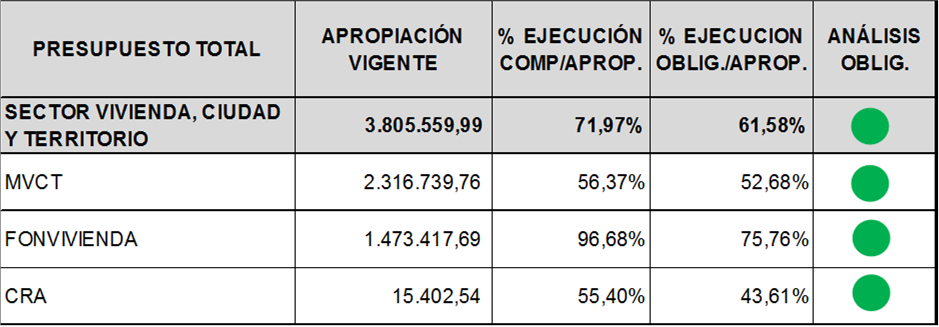 PRESUPUESTO TOTAL
APROPIACIÓN
VIGENTE
% EJECUCIÓN
COMP/APROP.
% EJECUCION
OBLIG./APROP.
ANÁLISIS
OBLIG.
SECTOR VIVIENDA, CIUDAD
Y TERRITORIO
3.805.559,99
71,97%
61,58%
MVCT
2.316.739,76
56,37%
52,68%
FONVIVIENDA
1.473.417,69
96,68%
75,76%
CRA
15.402,54
55,40%
43,61%